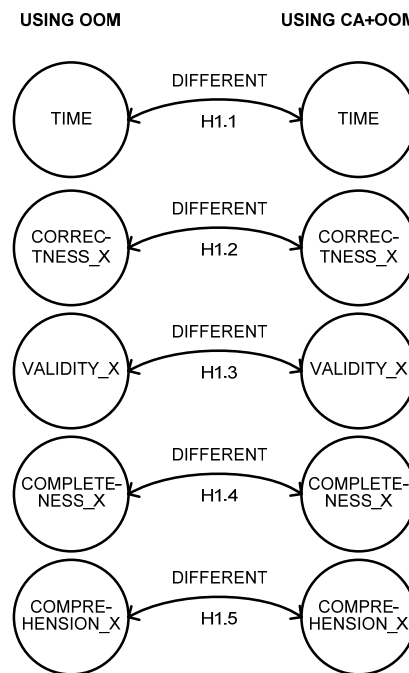 USING OOM USING CA+OOM
DIFFERENT
TIME H1.1 TIME
DIFFERENT
CORREC-
TNESS_X H1.2 CORREC-
TNESS_X
DIFFERENT
VALIDITY_X H1.3 VALIDITY_X
DIFFERENT
COMPLETE-
NESS_X H1.4 COMPLETE-
NESS_X
DIFFERENT
COMPRE-
HENSION_X H1.5 COMPRE-
HENSION_X